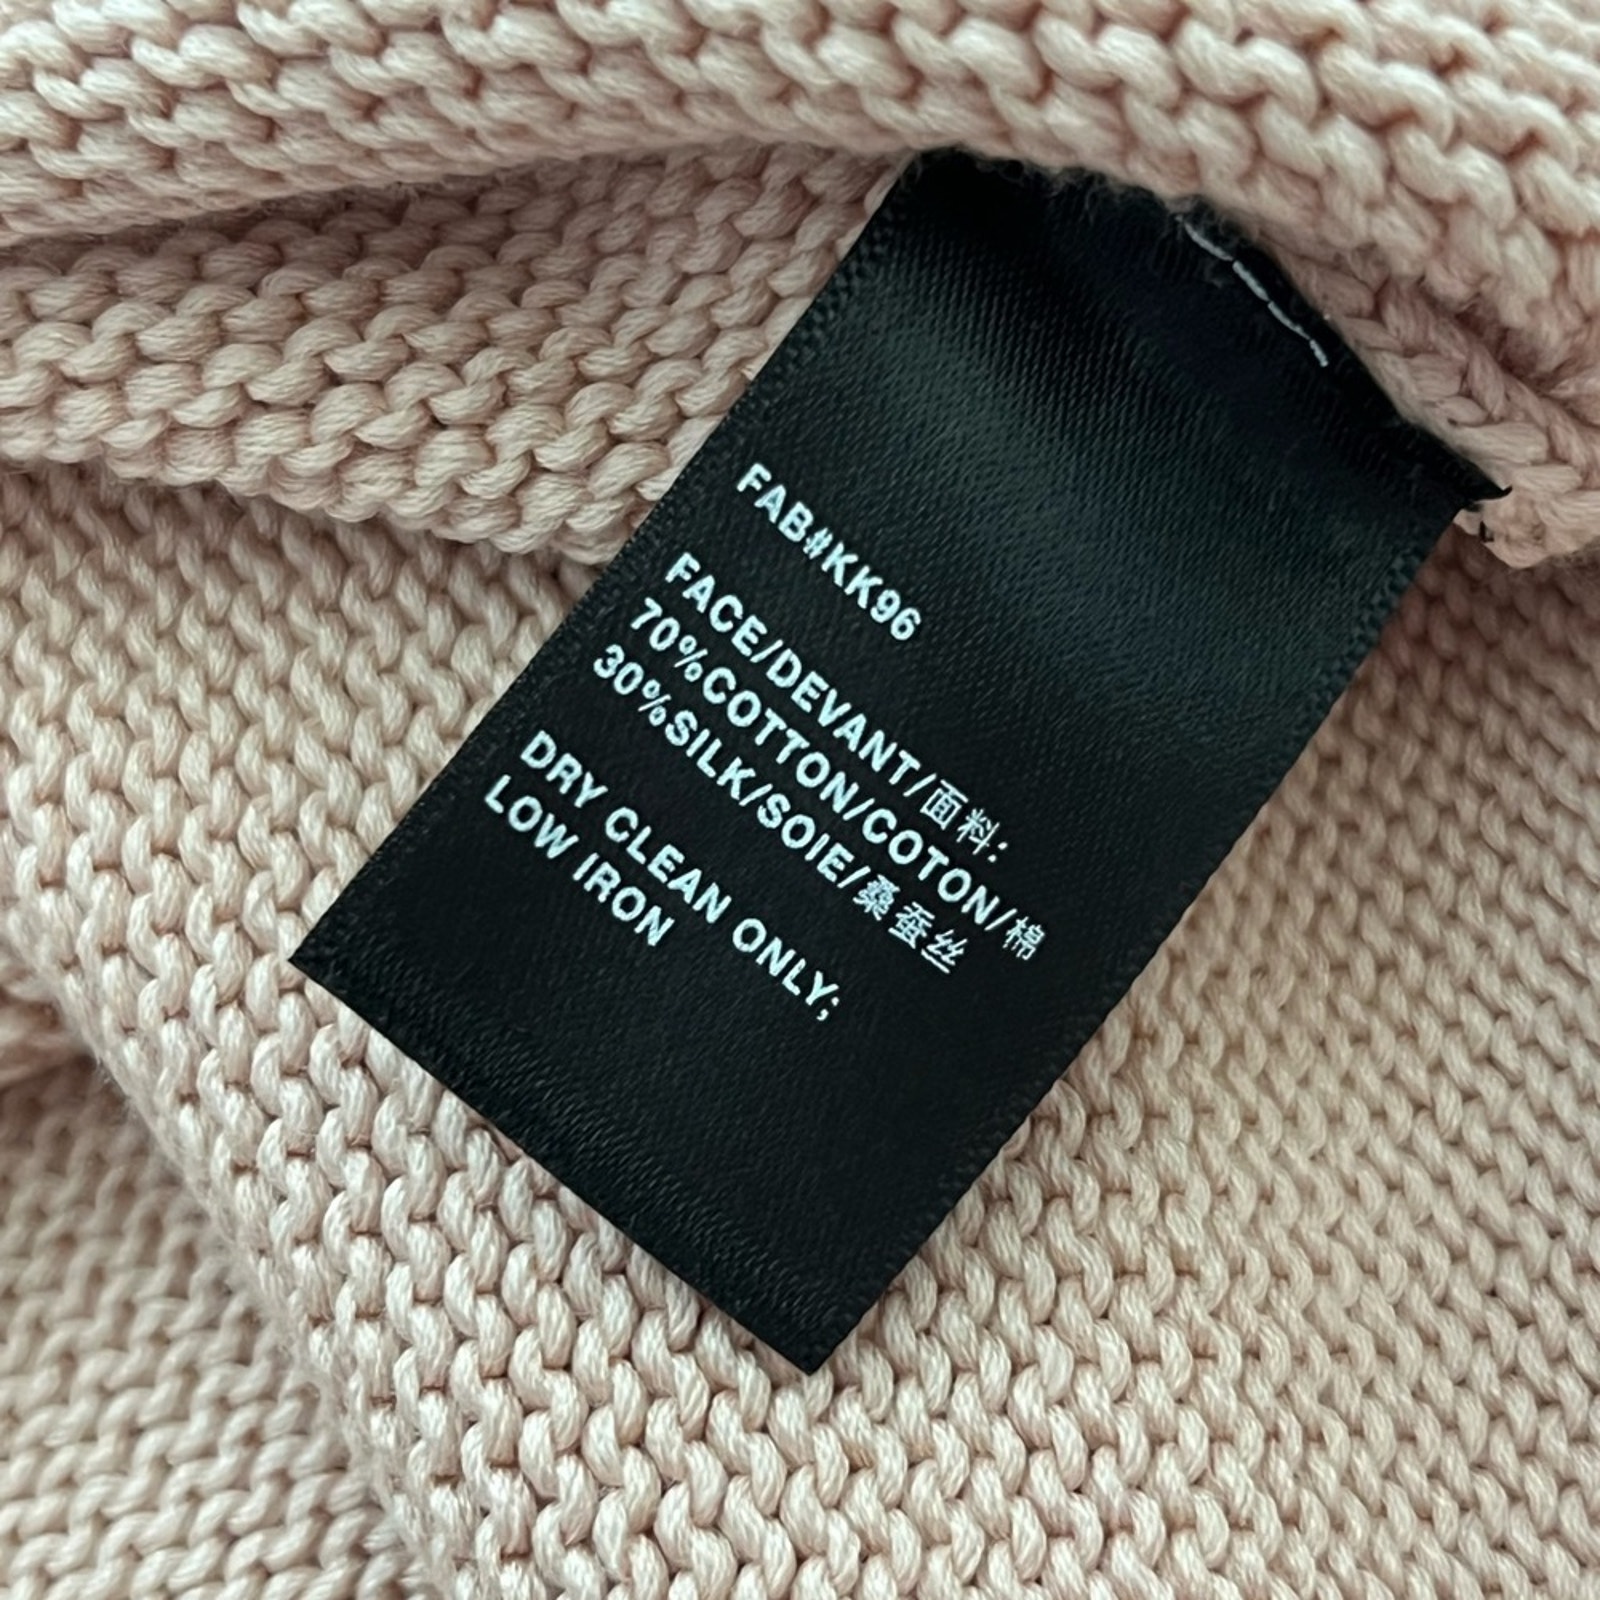 FAB#KK96
FACE/DEVANT/面料:
70%COTTON/COTON/棉
30%SILK/SOIE/桑蚕丝
DRY CLEAN ONLY;
LOW IRON